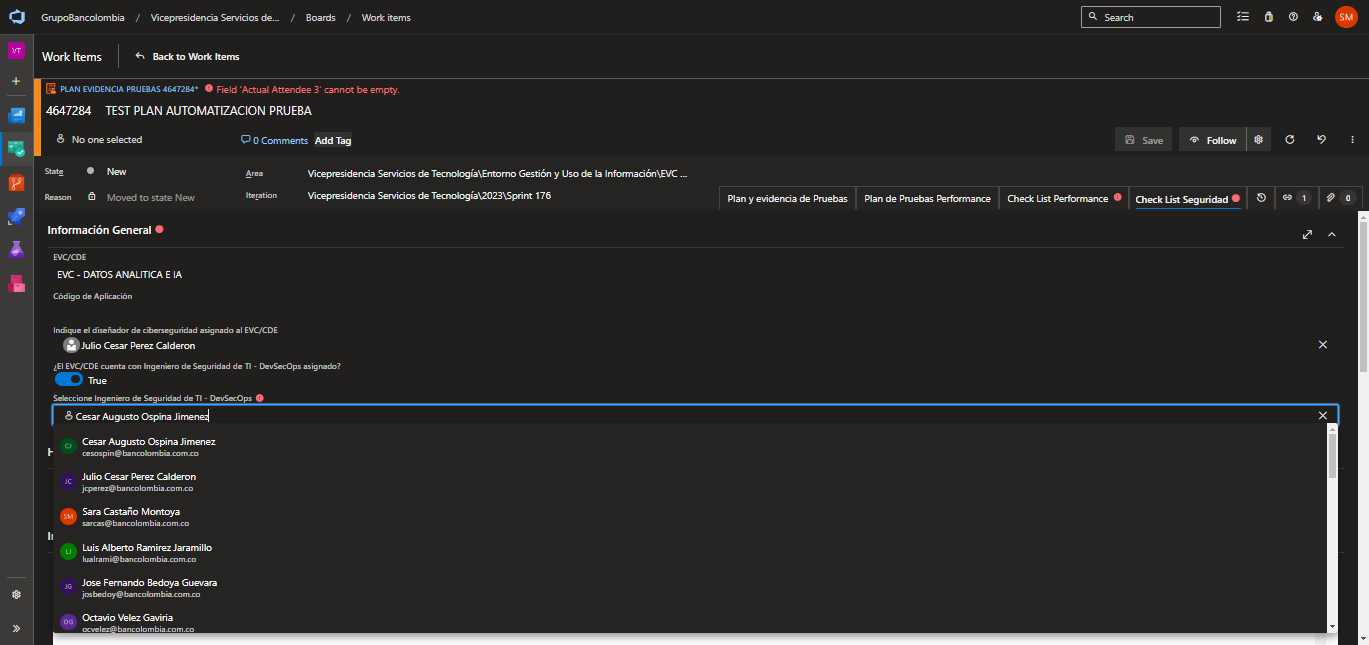 GrupoBancolombia / Vicepresidencia Servicios de... / Boards / Work items
Search
SM
VT
Work Items
Back to Work Items
PLAN EVIDENCIA PRUEBAS 4647284*
Field 'Actual Attendee 3' cannot be empty.
4647284 TEST PLAN AUTOMATIZACION PRUEBA
No one selected
0 Comments
Add Tag
Save
Follow
State
New
Area
Vicepresidencia Servicios de Tecnología\Entorno Gestión y Uso de la Información\EVC ...
Reason
Moved to state New
Iteration
Vicepresidencia Servicios de Tecnología\2023\Sprint 176
Plan y evidencia de Pruebas
Plan de Pruebas Performance
Check List Performance
Check List Seguridad
1
0
Información General
EVC/CDE
EVC - DATOS ANALITICA E IA
Código de Aplicación
Indique el diseñador de ciberseguridad asignado al EVC/CDE
Julio Cesar Perez Calderon
¿El EVC/CDE cuenta con Ingeniero de Seguridad de TI - DevSecOps asignado?
True
Seleccione Ingeniero de Seguridad de TI - DevSecOps
Cesar Augusto Ospina Jimenez
CJ
Cesar Augusto Ospina Jimenez
cesospin@bancolombia.com.co
JC
Julio Cesar Perez Calderon
jcperez@bancolombia.com.co
SM
Sara Castaño Montoya
sarcas@bancolombia.com.co
LJ
Luis Alberto Ramirez Jaramillo
lualrami@bancolombia.com.co
JG
Jose Fernando Bedoya Guevara
josbedoy@bancolombia.com.co
OG
Octavio Velez Gaviria
ocvelez@bancolombia.com.co